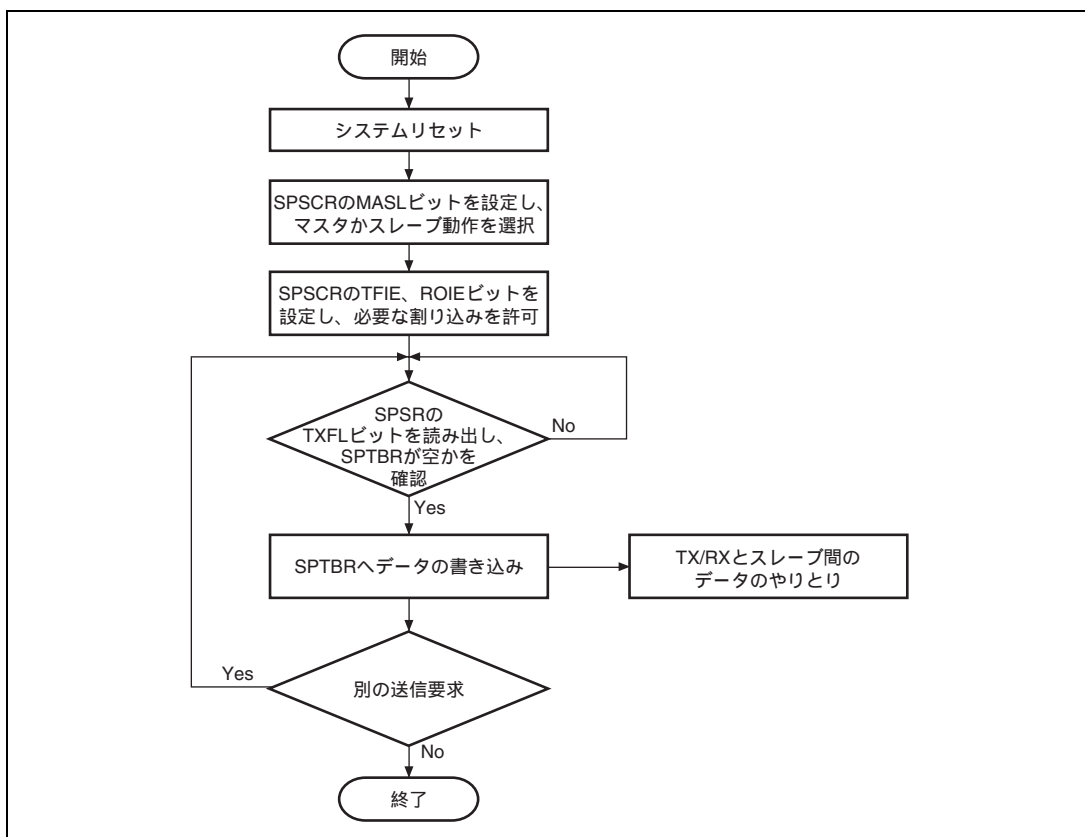 開始
システムリセット
SPSCRのMASLビットを設定し、
マスタかスレーブ動作を選択
SPSCRのTFIE、ROIEビットを
設定し、必要な割り込みを許可
SPSRの
TXFLビットを読み出し、
SPTBRが空かを
確認
No
Yes
SPTBRへデータの書き込み
TX/RXとスレーブ間の
データのやりとり
Yes
別の送信要求
No
終了